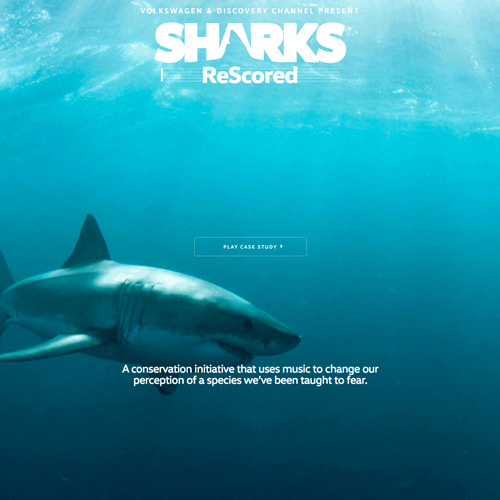 VOLKSWAGEN & DISCOVERY CHANNEL PRESENT
SHARKS
ReScored
PLAY CASE STUDY
A conservation initiative that uses music to change our
perception of a species we've been taught to fear.